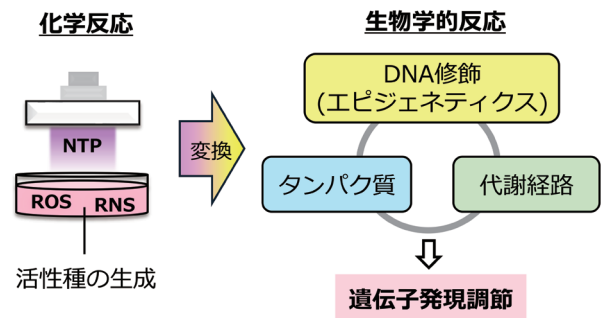 化学反応
NTP
ROS RNS
活性種の生成
変換
生物学的反応
DNA修飾
(エピジェネティクス)
タンパク質
代謝経路
遺伝子発現調節